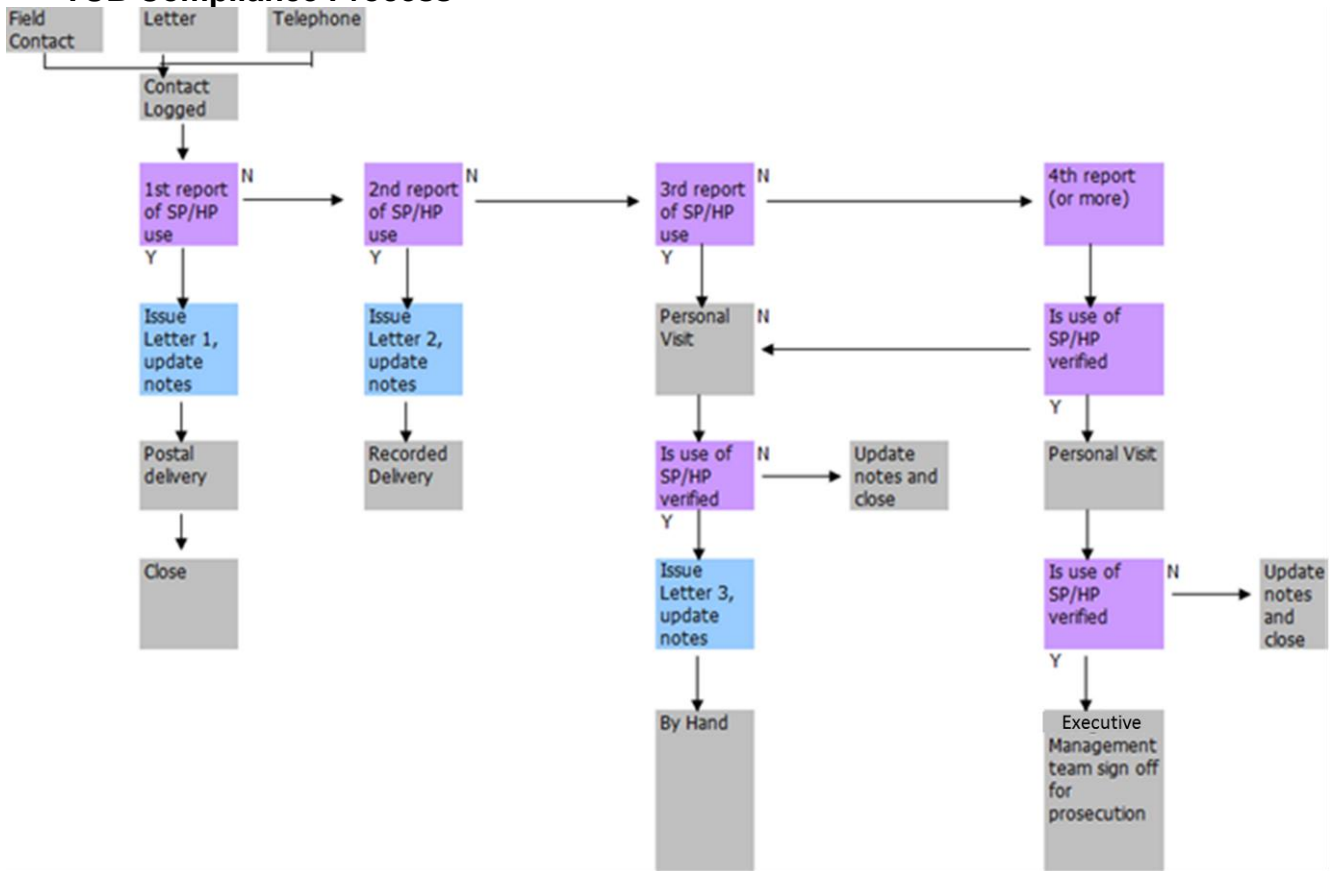 Compliance Process
Field
Contact
Letter
Telephone
Contact
Logged
1st report
of SP/HP
use
N
Y
2nd report
of SP/HP
use
N
Y
3rd report
of SP/HP
use
N
Y
4th report
(or more)
Issue
Letter 1,
update
notes
Issue
Letter 2,
update
notes
Personal
Visit
N
Is use of
SP/HP
verified
Y
Postal
delivery
Recorded
Delivery
Is use of
SP/HP
verified
N
Y
Update
notes and
close
Personal Visit
Close
Issue
Letter 3,
update
notes
Is use of
SP/HP
verified
N
Y
Update
notes
and
close
By Hand
Executive
Management
team sign off
for
prosecution